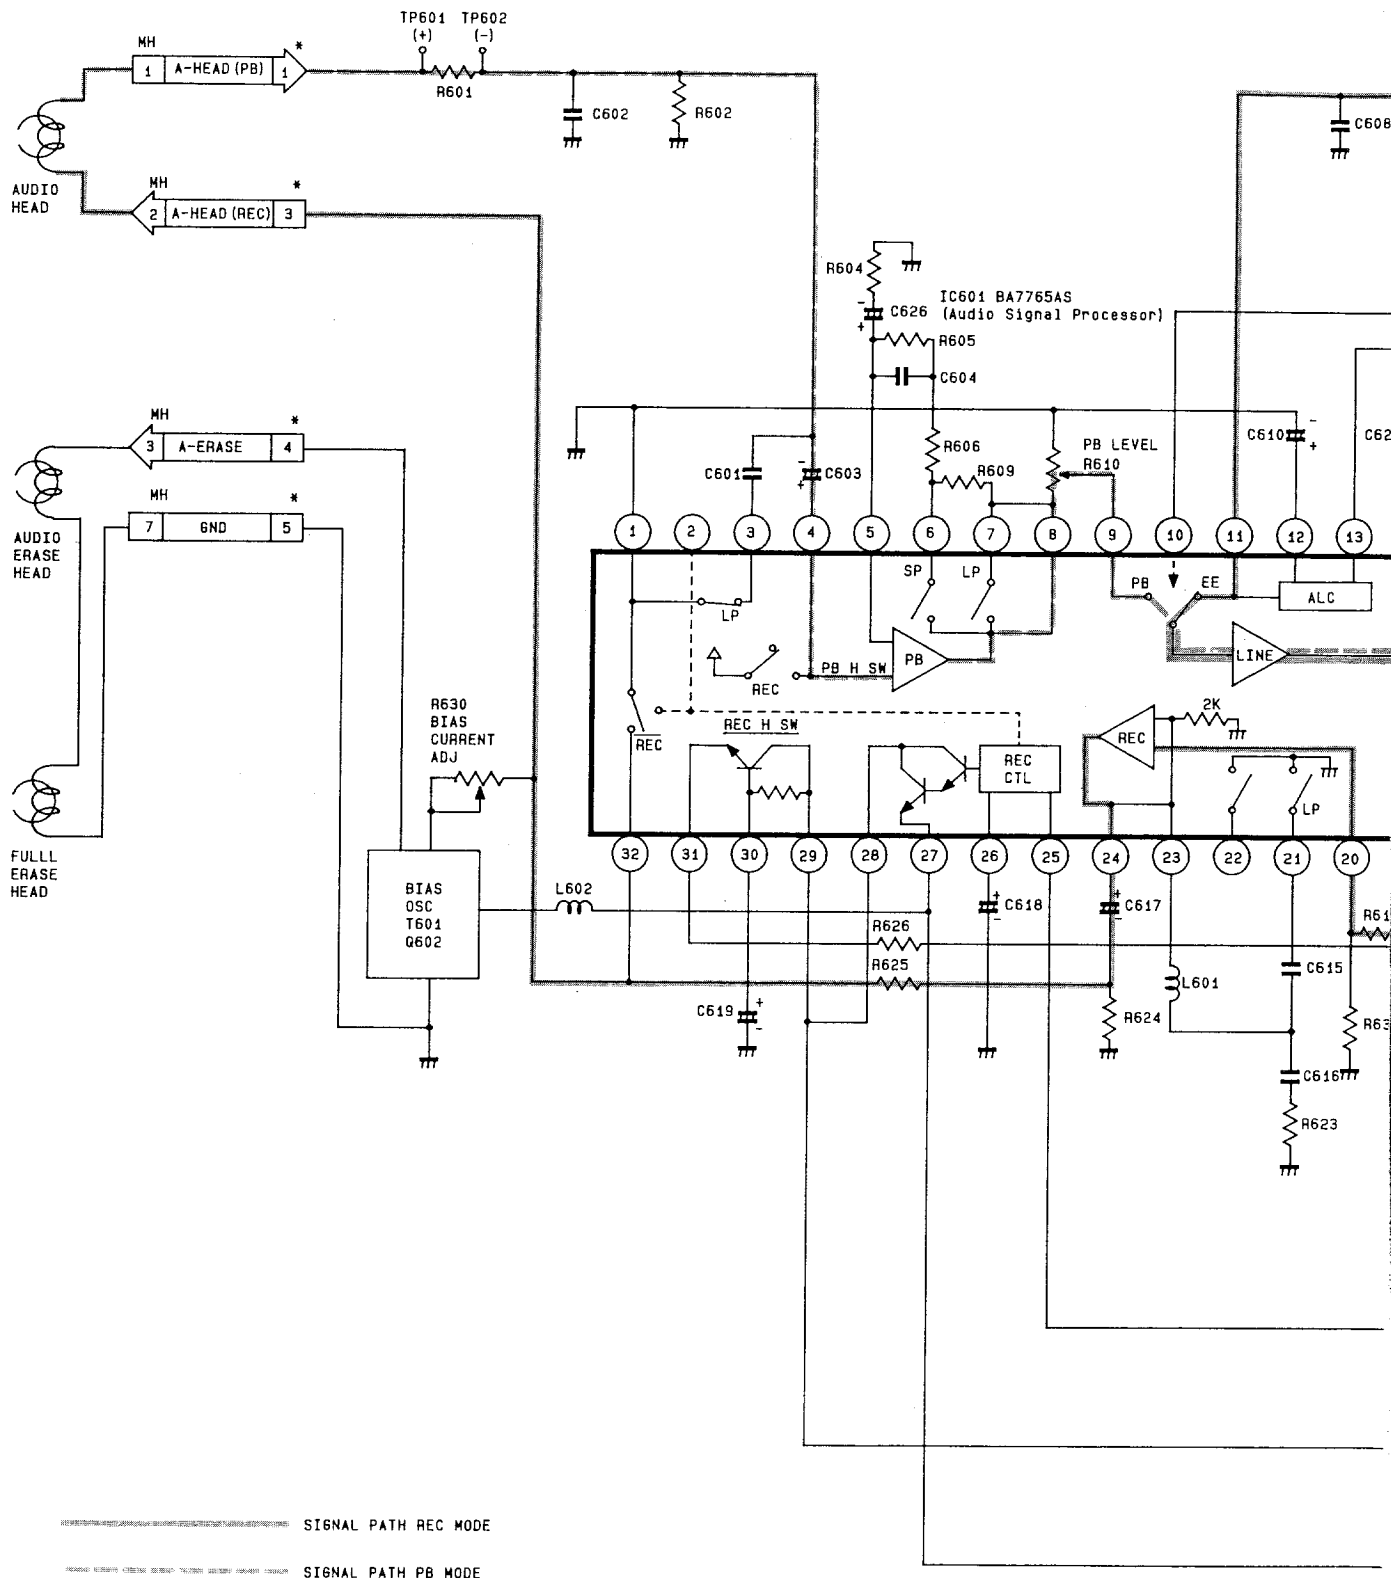 TP601 TP602
(+) (-)
MH *
1 A-HEAD(PB) 1
R601
C602
R602
C608
AUDIO
HEAD
MH *
2 A-HEAD(REC) 3
R604
- C626
+
IC601 BA7765AS
(Audio Signal Processor)
R605
C604
MH *
3 A-ERASE 4
C601
- C603
+
R606
R609
PB LEVEL
R610
C610 -
+
C62
MH *
7 GND 5
AUDIO
ERASE
HEAD
1 2 3 4 5 6 7 8 9 10 11 12 13
SP LP
PB EE
LP
ALC
REC
PB H SW
PB
LINE
R630
BIAS
CURRENT
ADJ
REC
REC H SW
REC
CTL
REC
2K
LP
FULLL
ERASE
HEAD
32 31 30 29 28 27 26 25 24 23 22 21 20
BIAS
OSC
T601
Q602
L602
+
C618
-
+
C617
-
R61
R626
R625
L601
C615
C619 +
-
R624
R63
C616
R623
SIGNAL PATH REC MODE
SIGNAL PATH PB MODE